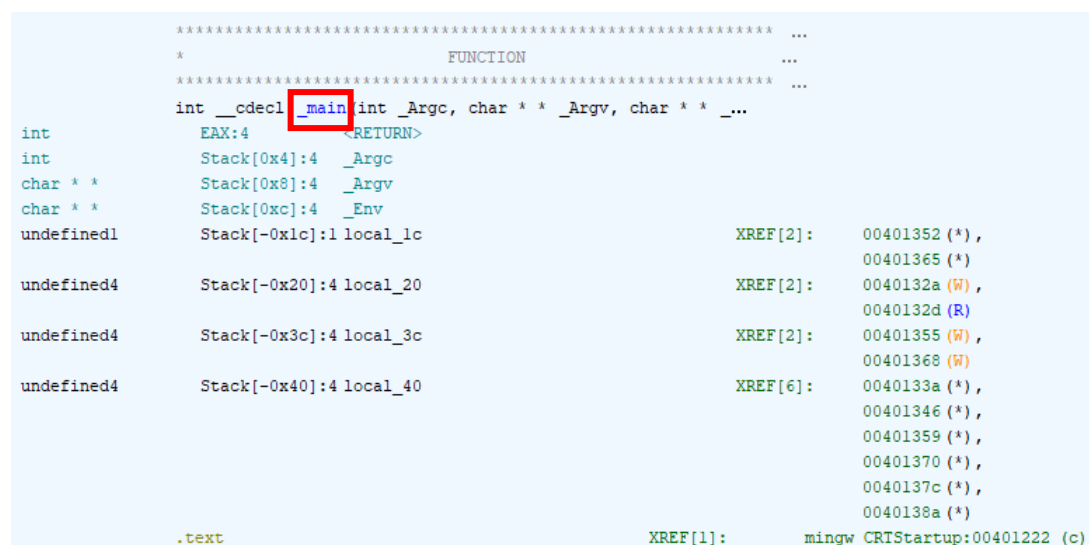 ************************************************************* ...
* FUNCTION ...
************************************************************* ...
int __cdecl _main(int _Argc, char * * _Argv, char * * _...
int EAX:4 <RETURN>
int Stack[0x4]:4 _Argc
char * * Stack[0x8]:4 _Argv
char * * Stack[0xc]:4 _Env
undefined1 Stack[-0x1c]:1 local_1c XREF[2]: 00401352(*),
00401365(*)
undefined4 Stack[-0x20]:4 local_20 XREF[2]: 0040132a(W),
0040132d(R)
undefined4 Stack[-0x3c]:4 local_3c XREF[2]: 00401355(W),
00401368(W)
undefined4 Stack[-0x40]:4 local_40 XREF[6]: 0040133a(*),
00401346(*),
00401359(*),
00401370(*),
0040137c(*),
0040138a(*)
.text XREF[1]: mingw_CRTStartup:00401222 (c)